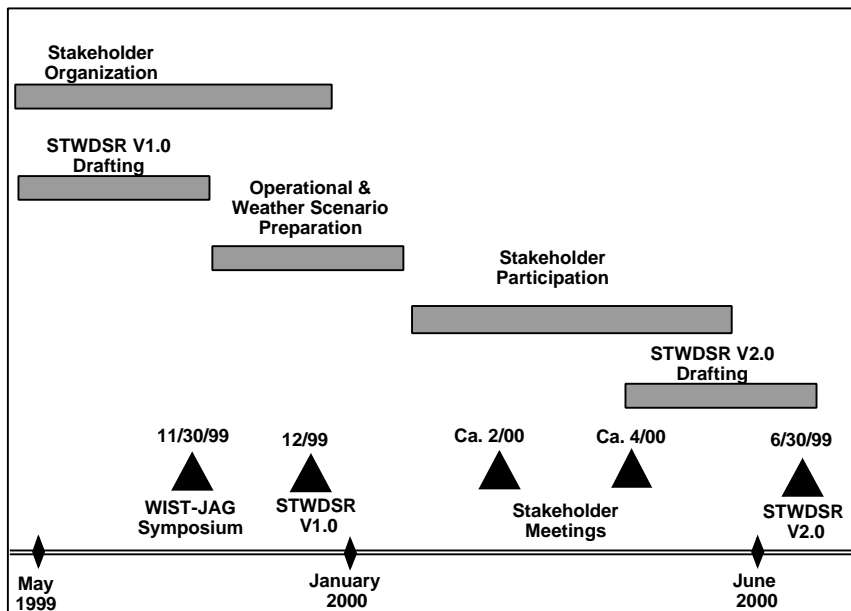 Stakeholder
Organization
STWDSR V1.0
Drafting
Operational &
Weather Scenario
Preparation
Stakeholder
Participation
STWDSR V2.0
Drafting
11/30/99
12/99
Ca. 2/00
Ca. 4/00
6/30/99
WIST-JAG
Symposium
STWDSR
V1.0
Stakeholder
Meetings
STWDSR
V2.0
May
1999
January
2000
June
2000